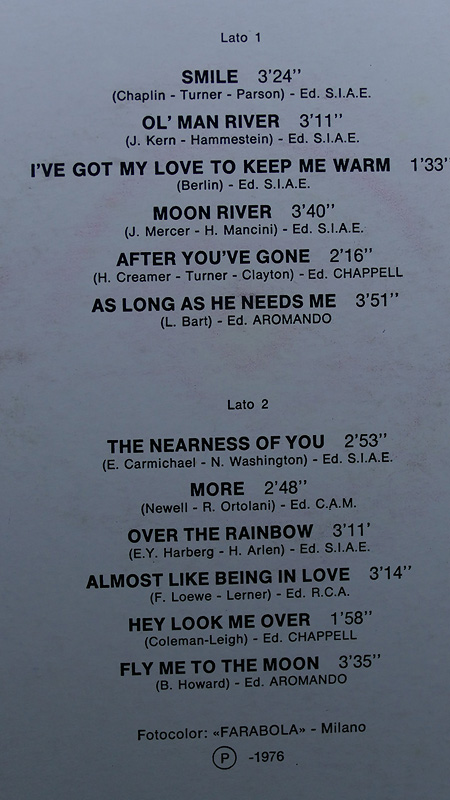 Lato 1
SMILE 3'24''
(Chaplin - Turner - Parson) - Ed. S.I.A.E.
OL' MAN RIVER 3'11''
(J. Kern - Hammestein) - Ed. S.I.A.E.
I'VE GOT MY LOVE TO KEEP ME WARM 1'33''
(Berlin) - Ed. S.I.A.E.
MOON RIVER 3'40''
(J. Mercer - H. Mancini) - Ed. S.I.A.E.
AFTER YOU'VE GONE 2'16''
(H. Creamer - Turner - Clayton) - Ed. CHAPPELL
AS LONG AS HE NEEDS ME 3'51''
(L. Bart) - Ed. AROMANDO
Lato 2
THE NEARNESS OF YOU 2'53''
(E. Carmichael - N. Washington) - Ed. S.I.A.E.
MORE 2'48''
(Newell - R. Ortolani) - Ed. C.A.M.
OVER THE RAINBOW 3'11'
(E.Y. Harberg - H. Arlen) - Ed. S.I.A.E.
ALMOST LIKE BEING IN LOVE 3'14''
(F. Loewe - Lerner) - Ed. R.C.A.
HEY LOOK ME OVER 1'58''
(Coleman-Leigh) - Ed. CHAPPELL
FLY ME TO THE MOON 3'35''
(B. Howard) - Ed. AROMANDO
Fotocolor: «FARABOLA» - Milano
Ⓟ -1976